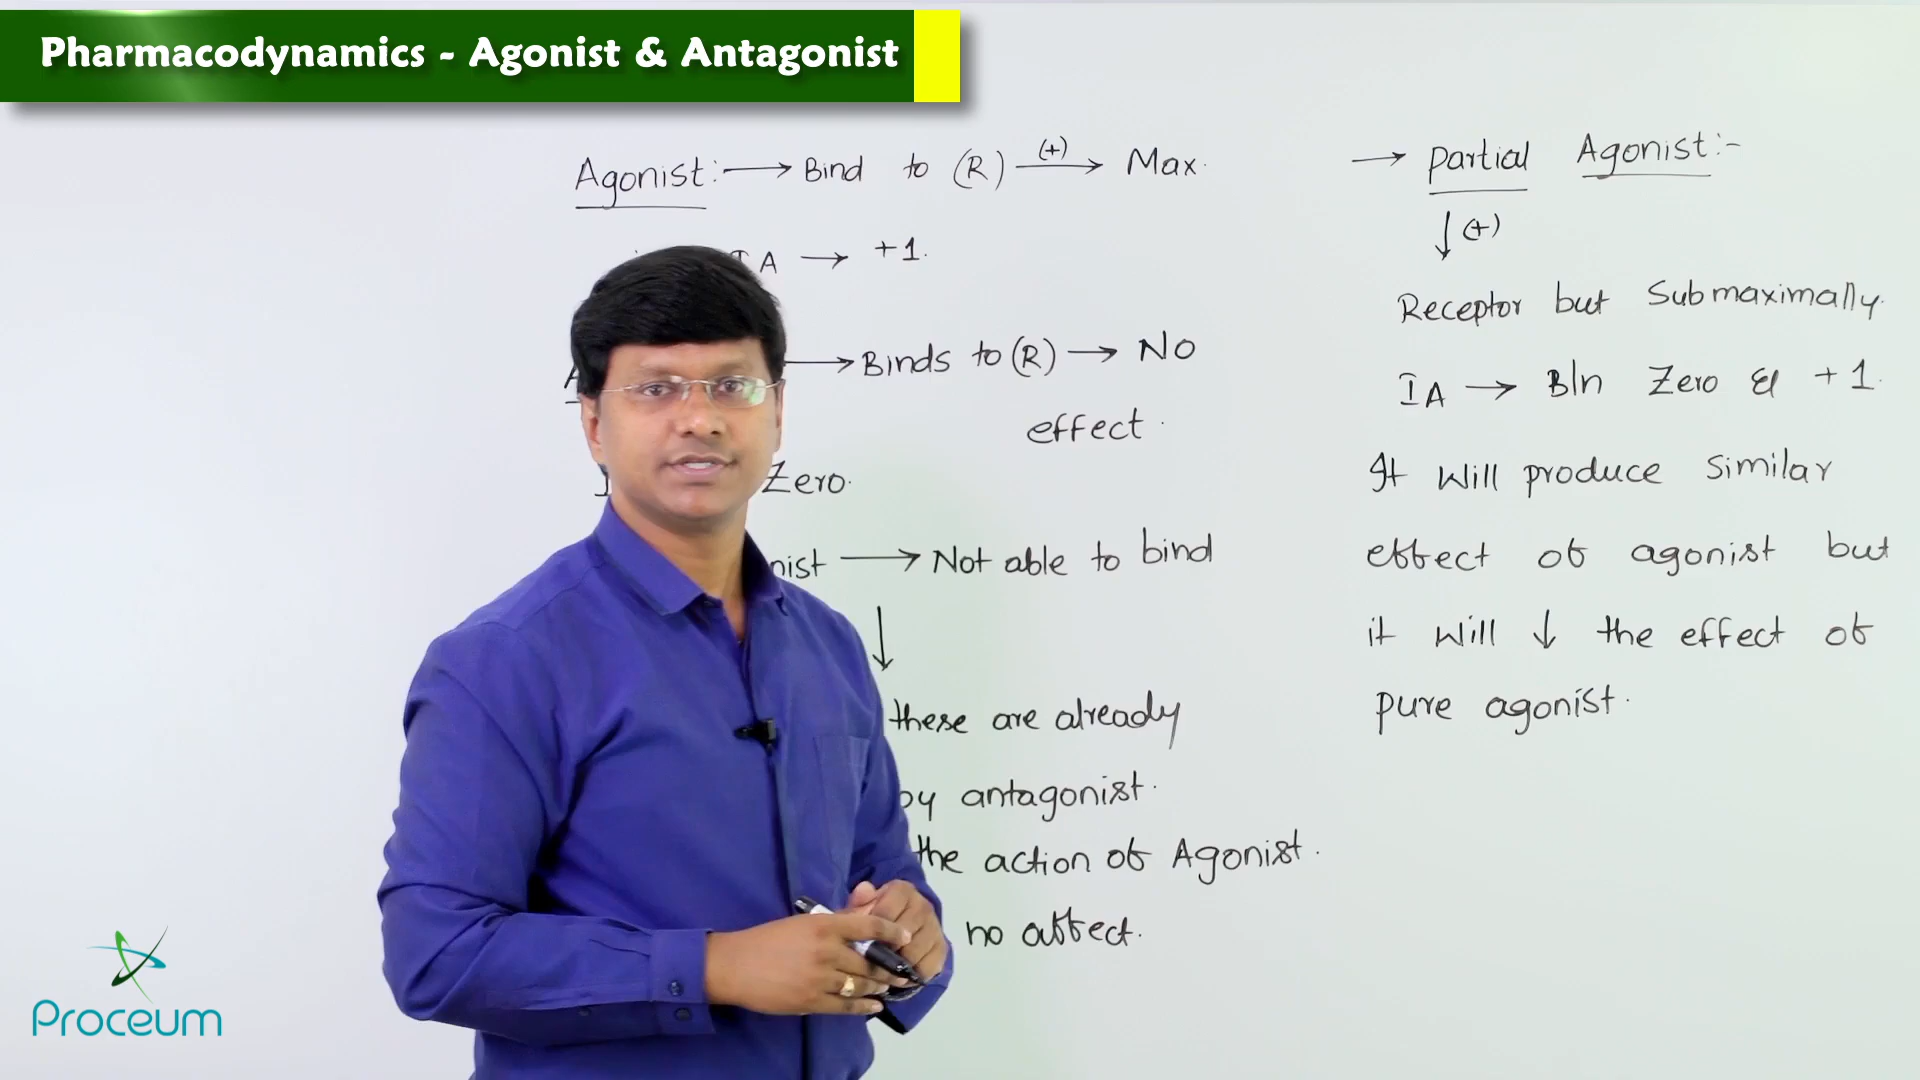 Pharmacodynamics - Agonist & Antagonist
Agonist:→ Bind to (R) (+)→ Max.
IA → +1.
→ Binds to (R) → No
effect.
Zero.
nist → Not able to bind
↓
these are already
by antagonist.
the action of Agonist.
no affect.
→ Partial Agonist:-
↓ (+)
Receptor but Submaximally.
IA → B/n Zero & +1.
It will produce similar
effect of agonist but
it will ↓ the effect of
pure agonist.
Proceum